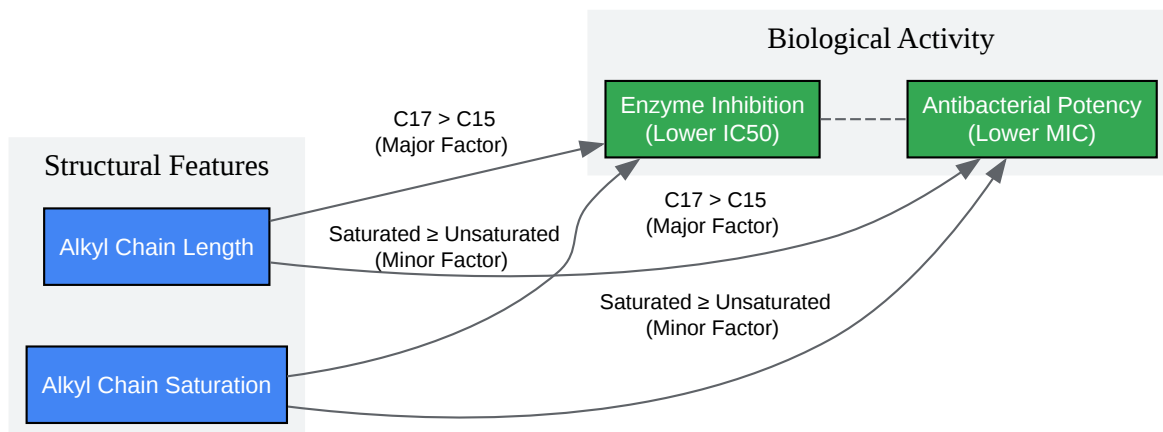 Biological Activity
Enzyme Inhibition
(Lower IC50)
Antibacterial Potency
(Lower MIC)
C17 > C15
(Major Factor)
Structural Features
Alkyl Chain Length
C17 > C15
(Major Factor)
Saturated ≥ Unsaturated
(Minor Factor)
Saturated ≥ Unsaturated
(Minor Factor)
Alkyl Chain Saturation